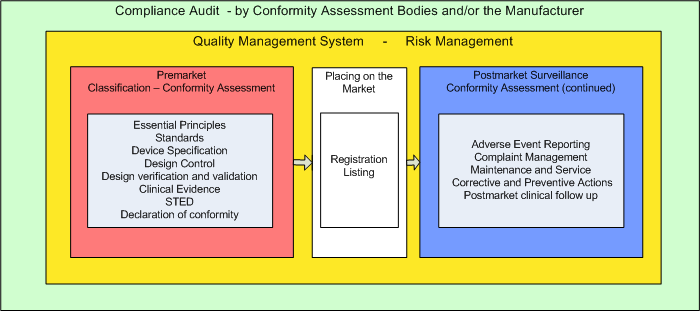 Compliance Audit - by Conformity Assessment Bodies and/or the Manufacturer
Quality Management System - Risk Management
Premarket
Classification – Conformity Assessment
Essential Principles
Standards
Device Specification
Design Control
Design verification and validation
Clinical Evidence
STED
Declaration of conformity
Placing on the
Market
Registration
Listing
Postmarket Surveillance
Conformity Assessment (continued)
Adverse Event Reporting
Complaint Management
Maintenance and Service
Corrective and Preventive Actions
Postmarket clinical follow up